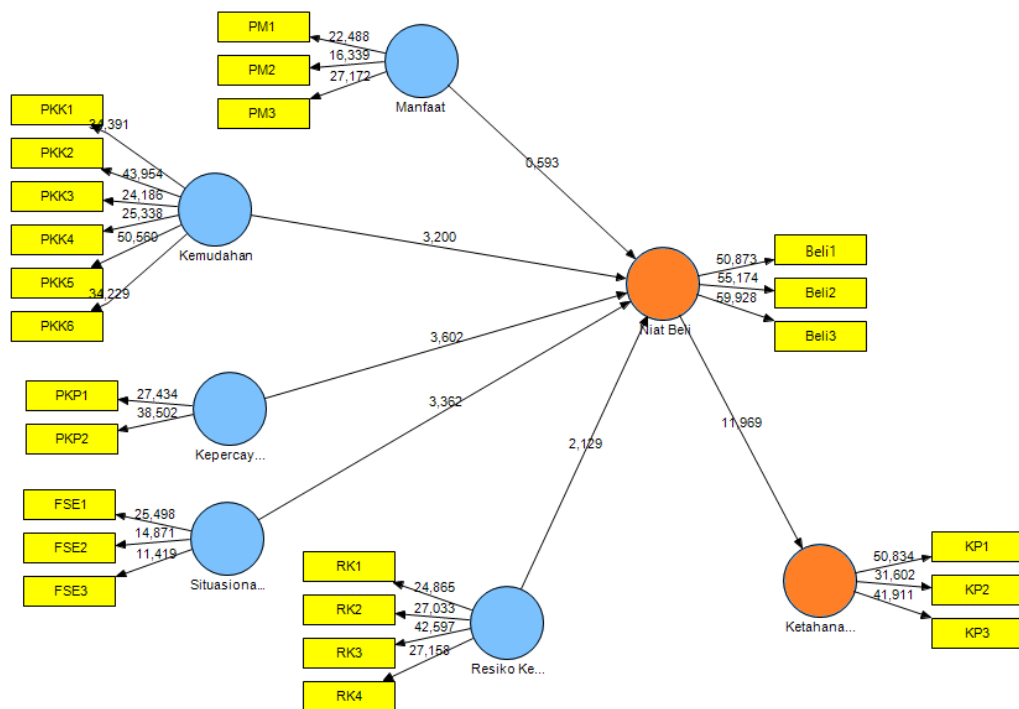 PM1
22,488
PM2
16,339
PM3
27,172
Manfaat
0,593
PKK1
34,391
PKK2
43,954
PKK3
24,186
PKK4
25,338
PKK5
50,560
PKK6
34,229
Kemudahan
3,200
Niat Beli
50,873
Beli1
55,174
Beli2
59,928
Beli3
PKP1
27,434
PKP2
38,502
Kepercay...
3,602
3,362
2,129
11,969
FSE1
25,498
FSE2
14,871
FSE3
11,419
Situasiona...
RK1
24,865
RK2
27,033
RK3
42,597
RK4
27,158
Resiko Ke...
Ketahana...
50,834
KP1
31,602
KP2
41,911
KP3